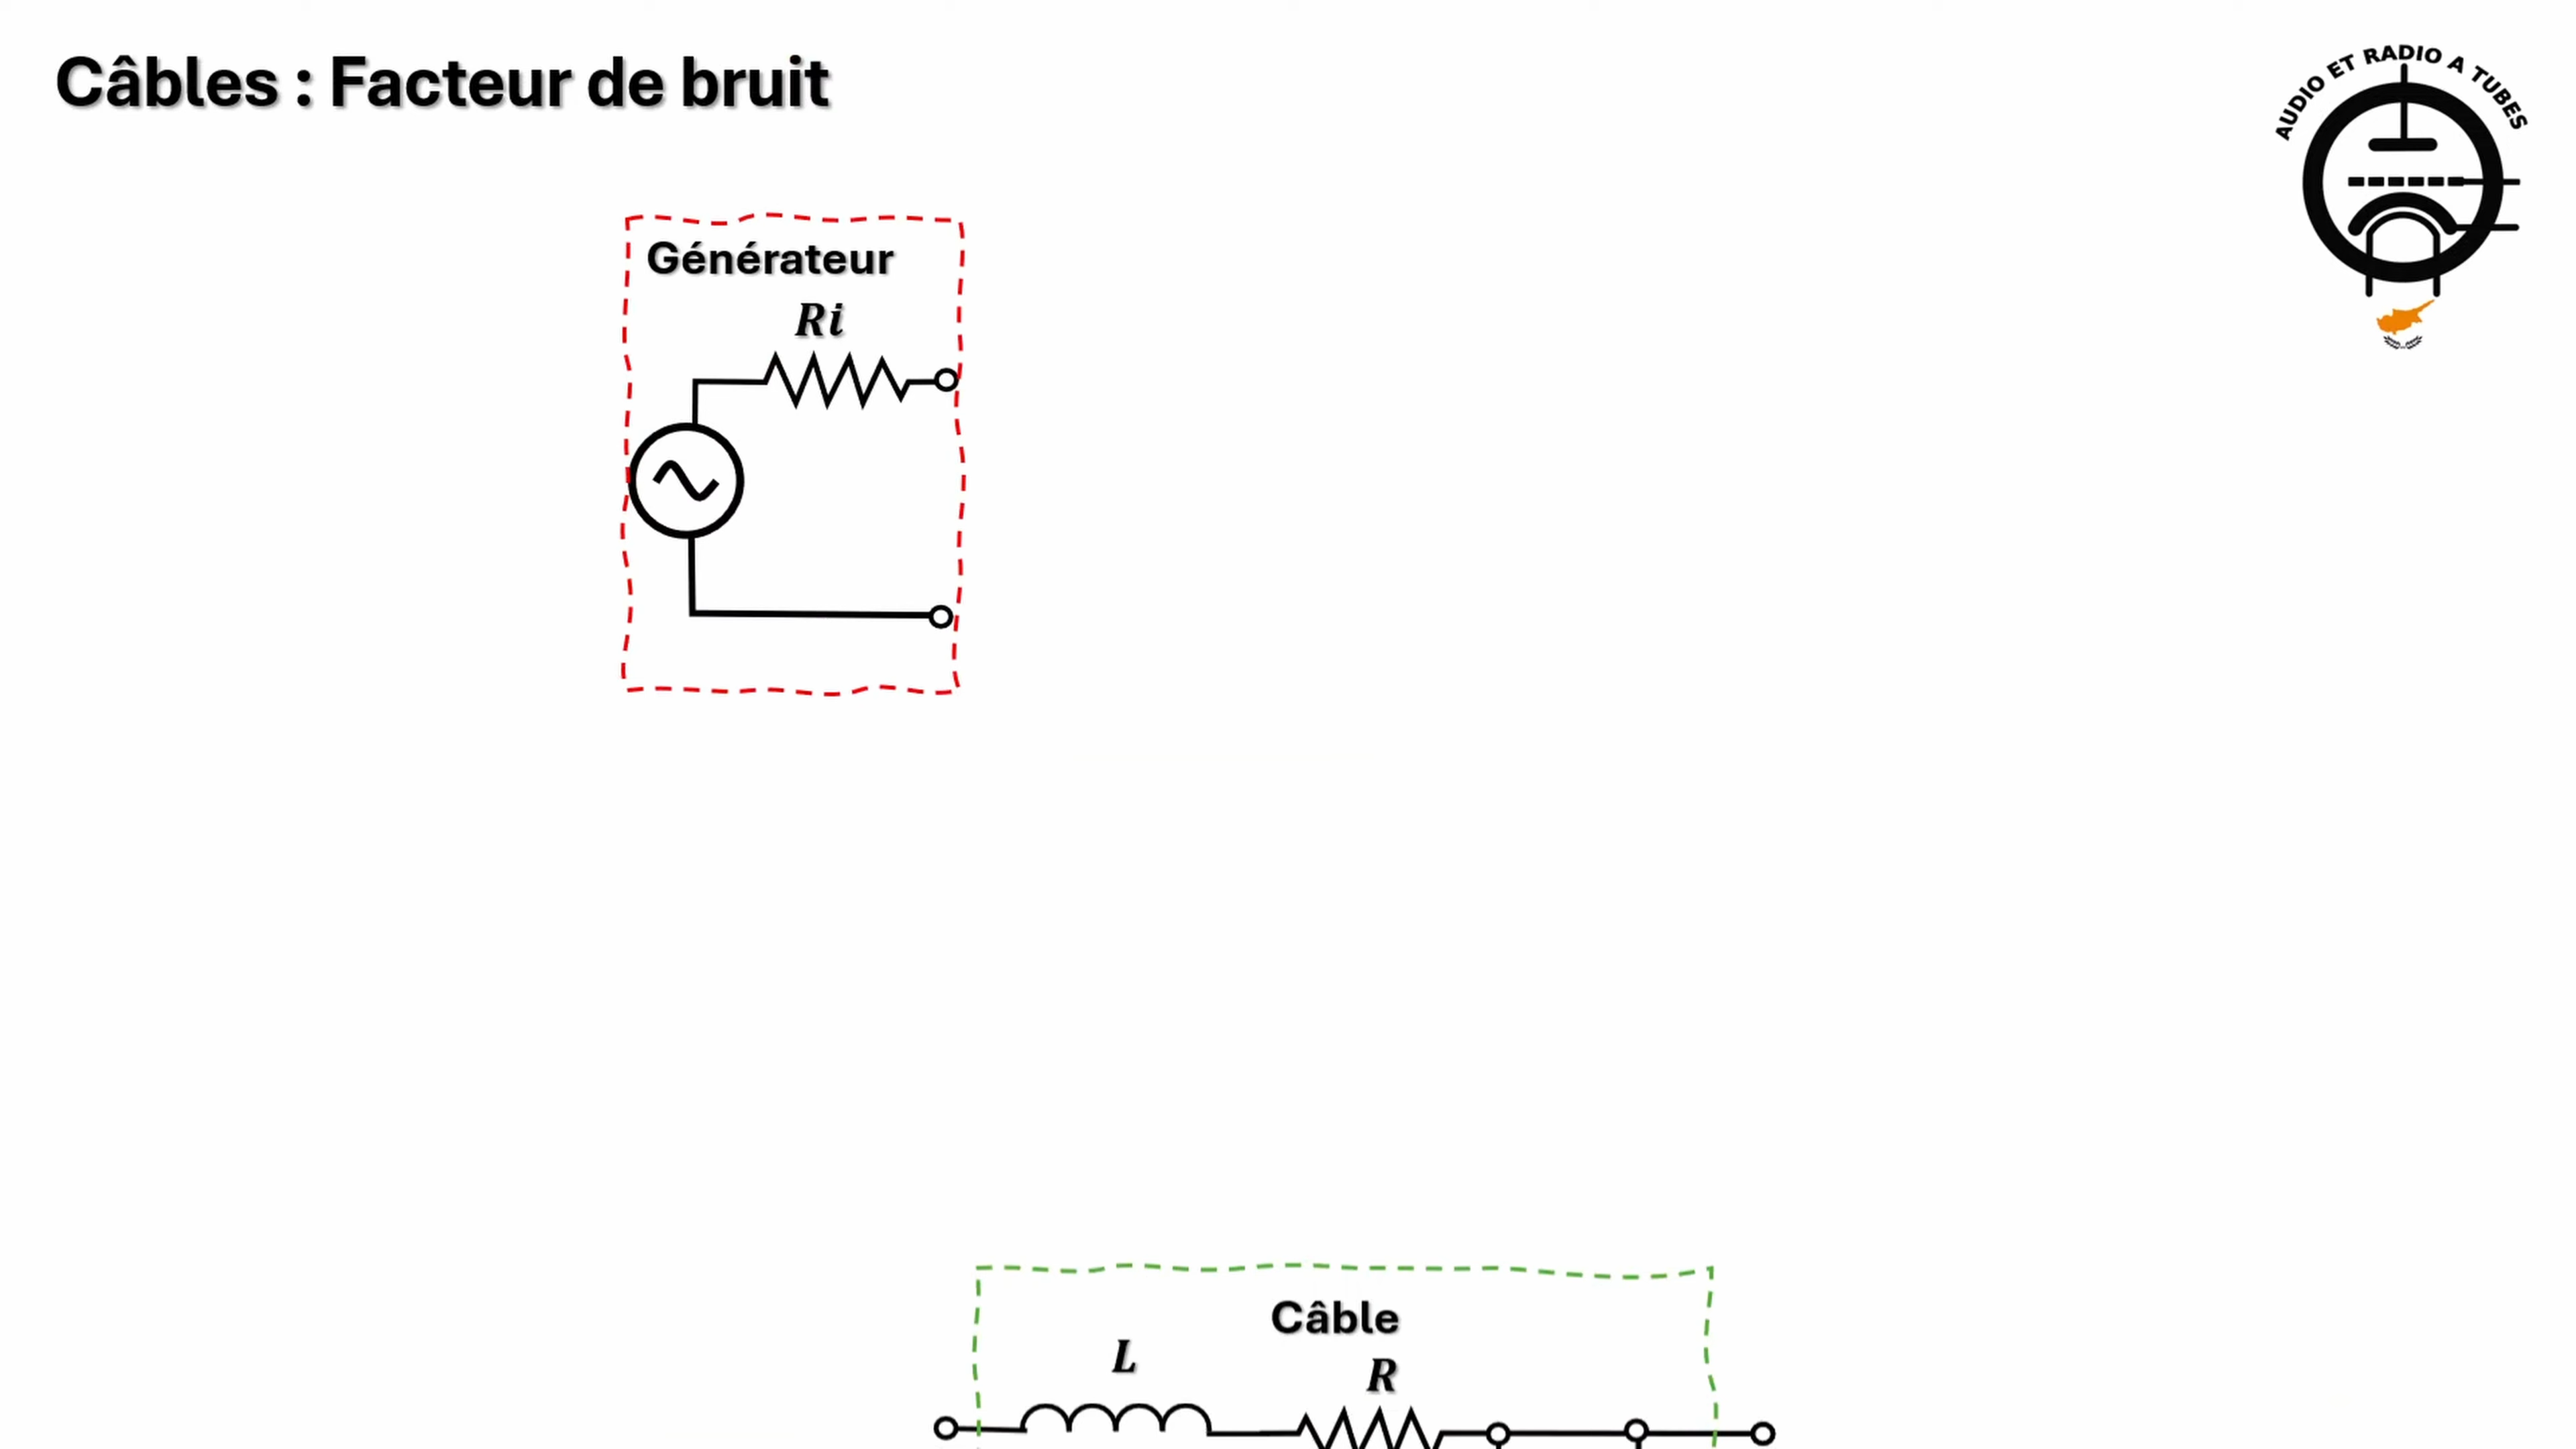 Câbles : Facteur de bruit
AUDIO ET RADIO A TUBES
Générateur
Ri
Câble
L
R